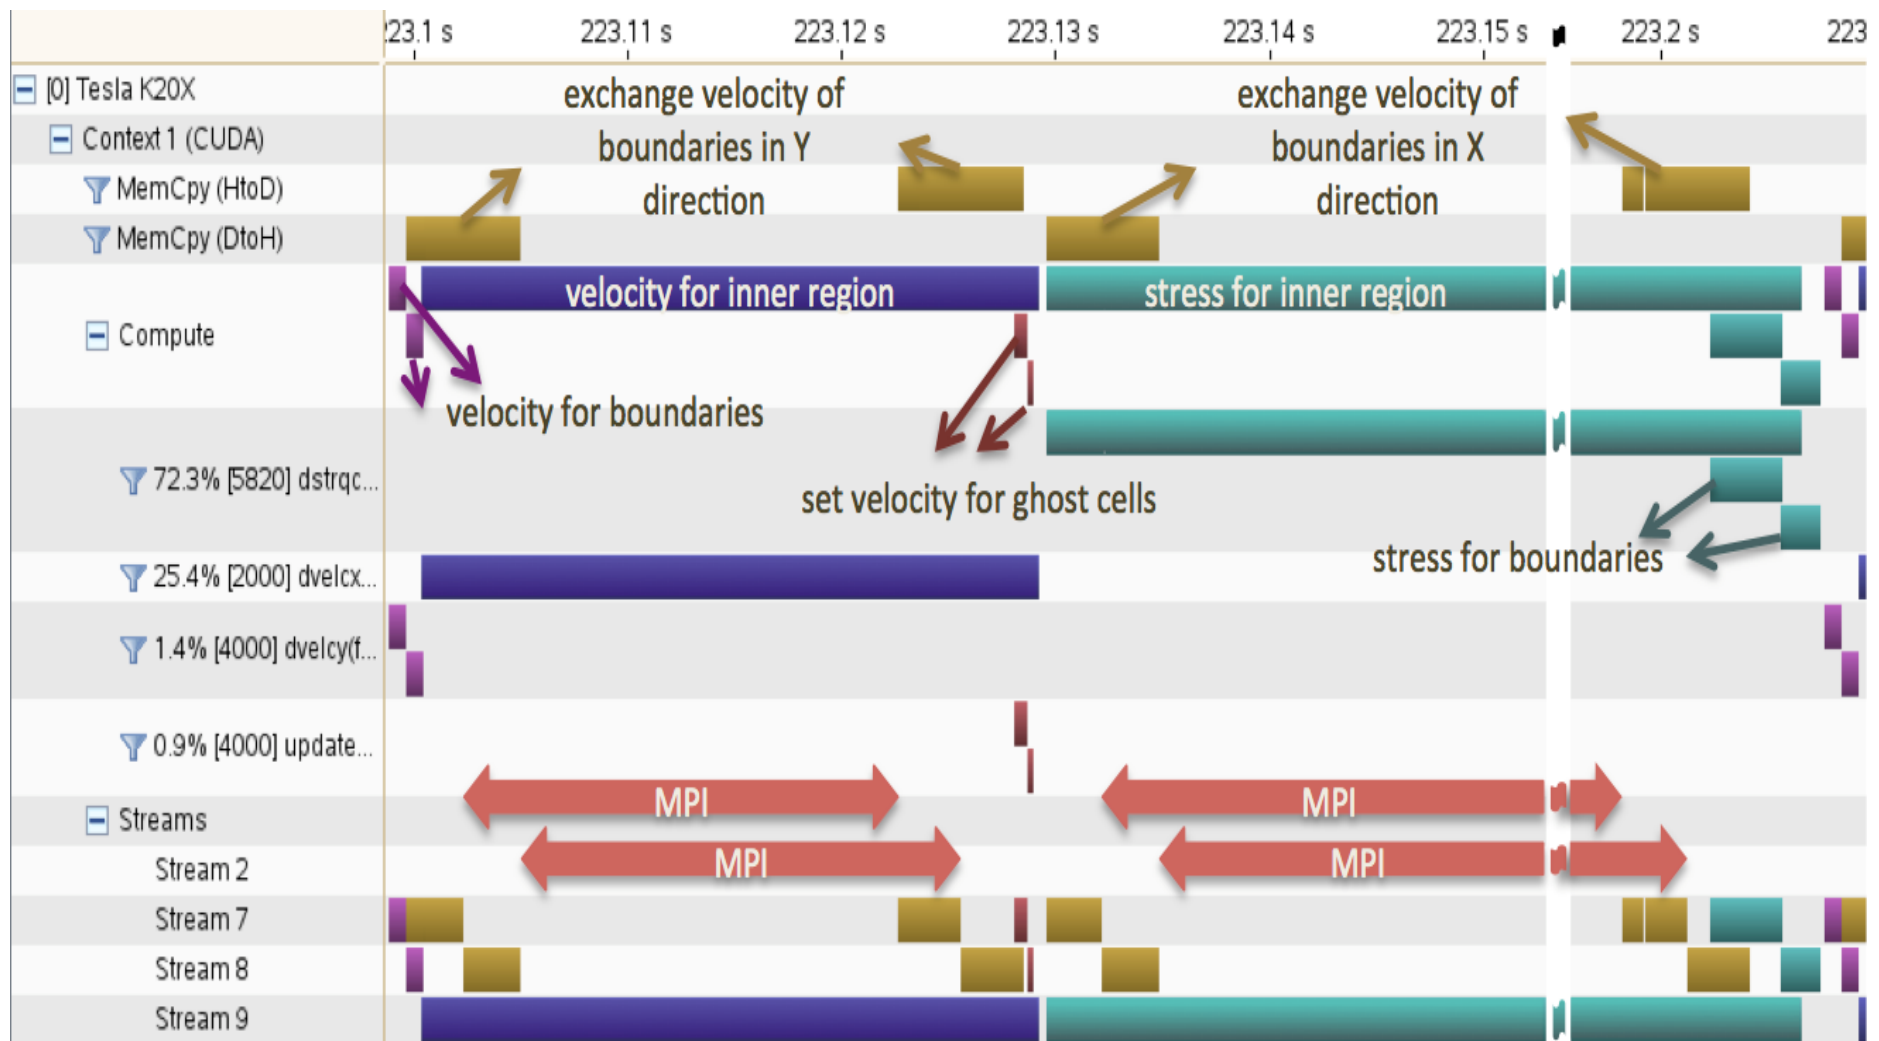 223.1 s 223.11 s 223.12 s 223.13 s 223.14 s 223.15 s 223.2 s 223
[0] Tesla K20X
exchange velocity of
boundaries in Y
direction
exchange velocity of
boundaries in X
direction
Context 1 (CUDA)
MemCpy (HtoD)
MemCpy (DtoH)
velocity for inner region
stress for inner region
Compute
velocity for boundaries
72.3% [5820] dstrqc...
set velocity for ghost cells
stress for boundaries
25.4% [2000] dvelcx...
1.4% [4000] dvelcy(f...
0.9% [4000] update...
MPI MPI
Streams
MPI MPI
Stream 2
Stream 7
Stream 8
Stream 9